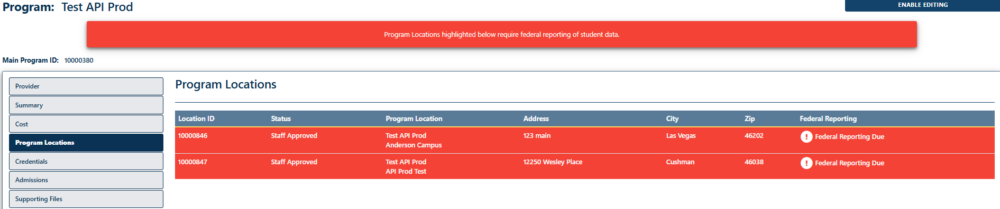 Program: Test API Prod
ENABLE EDITING
Program Locations highlighted below require federal reporting of student data.
Main Program ID: 10000380
Provider
Summary
Cost
Program Locations
Credentials
Admissions
Supporting Files
Program Locations
Location ID Status Program Location Address City Zip Federal Reporting
10000846 Staff Approved Test API Prod 123 main Las Vegas 46202 ! Federal Reporting Due
Anderson Campus
10000847 Staff Approved Test API Prod 12250 Wesley Place Cushman 46038 ! Federal Reporting Due
API Prod Test